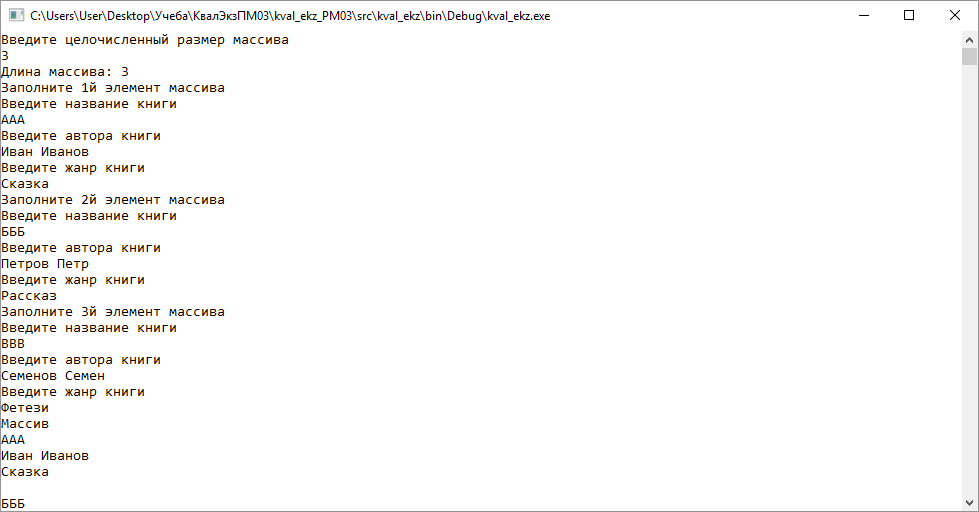 C:\Users\User\Desktop\Учеба\КвалЭкзПМ03\kval_ekz_PM03\src\kval_ekz\bin\Debug\kval_ekz.exe
Введите целочисленный размер массива
3
Длина массива: 3
Заполните 1й элемент массива
Введите название книги
ААА
Введите автора книги
Иван Иванов
Введите жанр книги
Сказка
Заполните 2й элемент массива
Введите название книги
БББ
Введите автора книги
Петров Петр
Введите жанр книги
Рассказ
Заполните 3й элемент массива
Введите название книги
ВВВ
Введите автора книги
Семенов Семен
Введите жанр книги
Фетези
Массив
ААА
Иван Иванов
Сказка
БББ